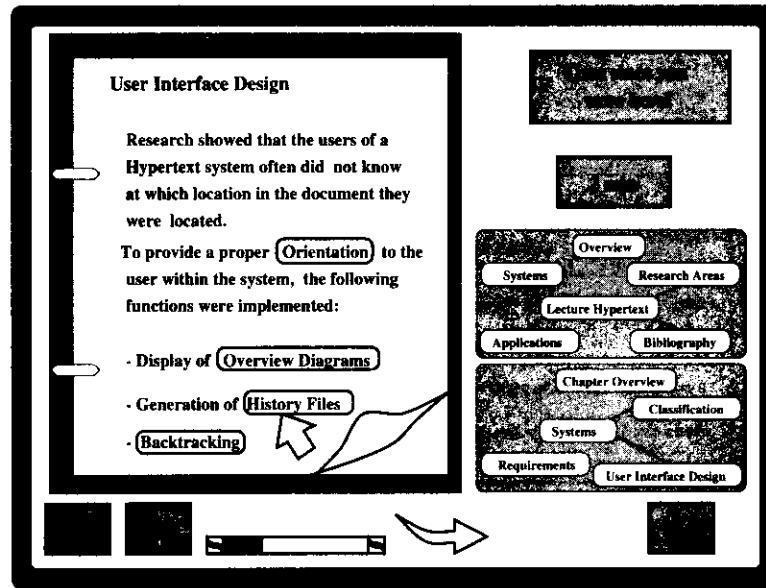 User Interface Design
Research showed that the users of a
Hypertext system often did not know
at which location in the document they
were located.
To provide a proper Orientation to the
user within the system, the following
functions were implemented:
- Display of Overview Diagrams
- Generation of History Files
- Backtracking
Overview
Systems Research Areas
Lecture Hypertext
Applications Bibliography
Chapter Overview
Classification
Systems
Requirements
User Interface Design